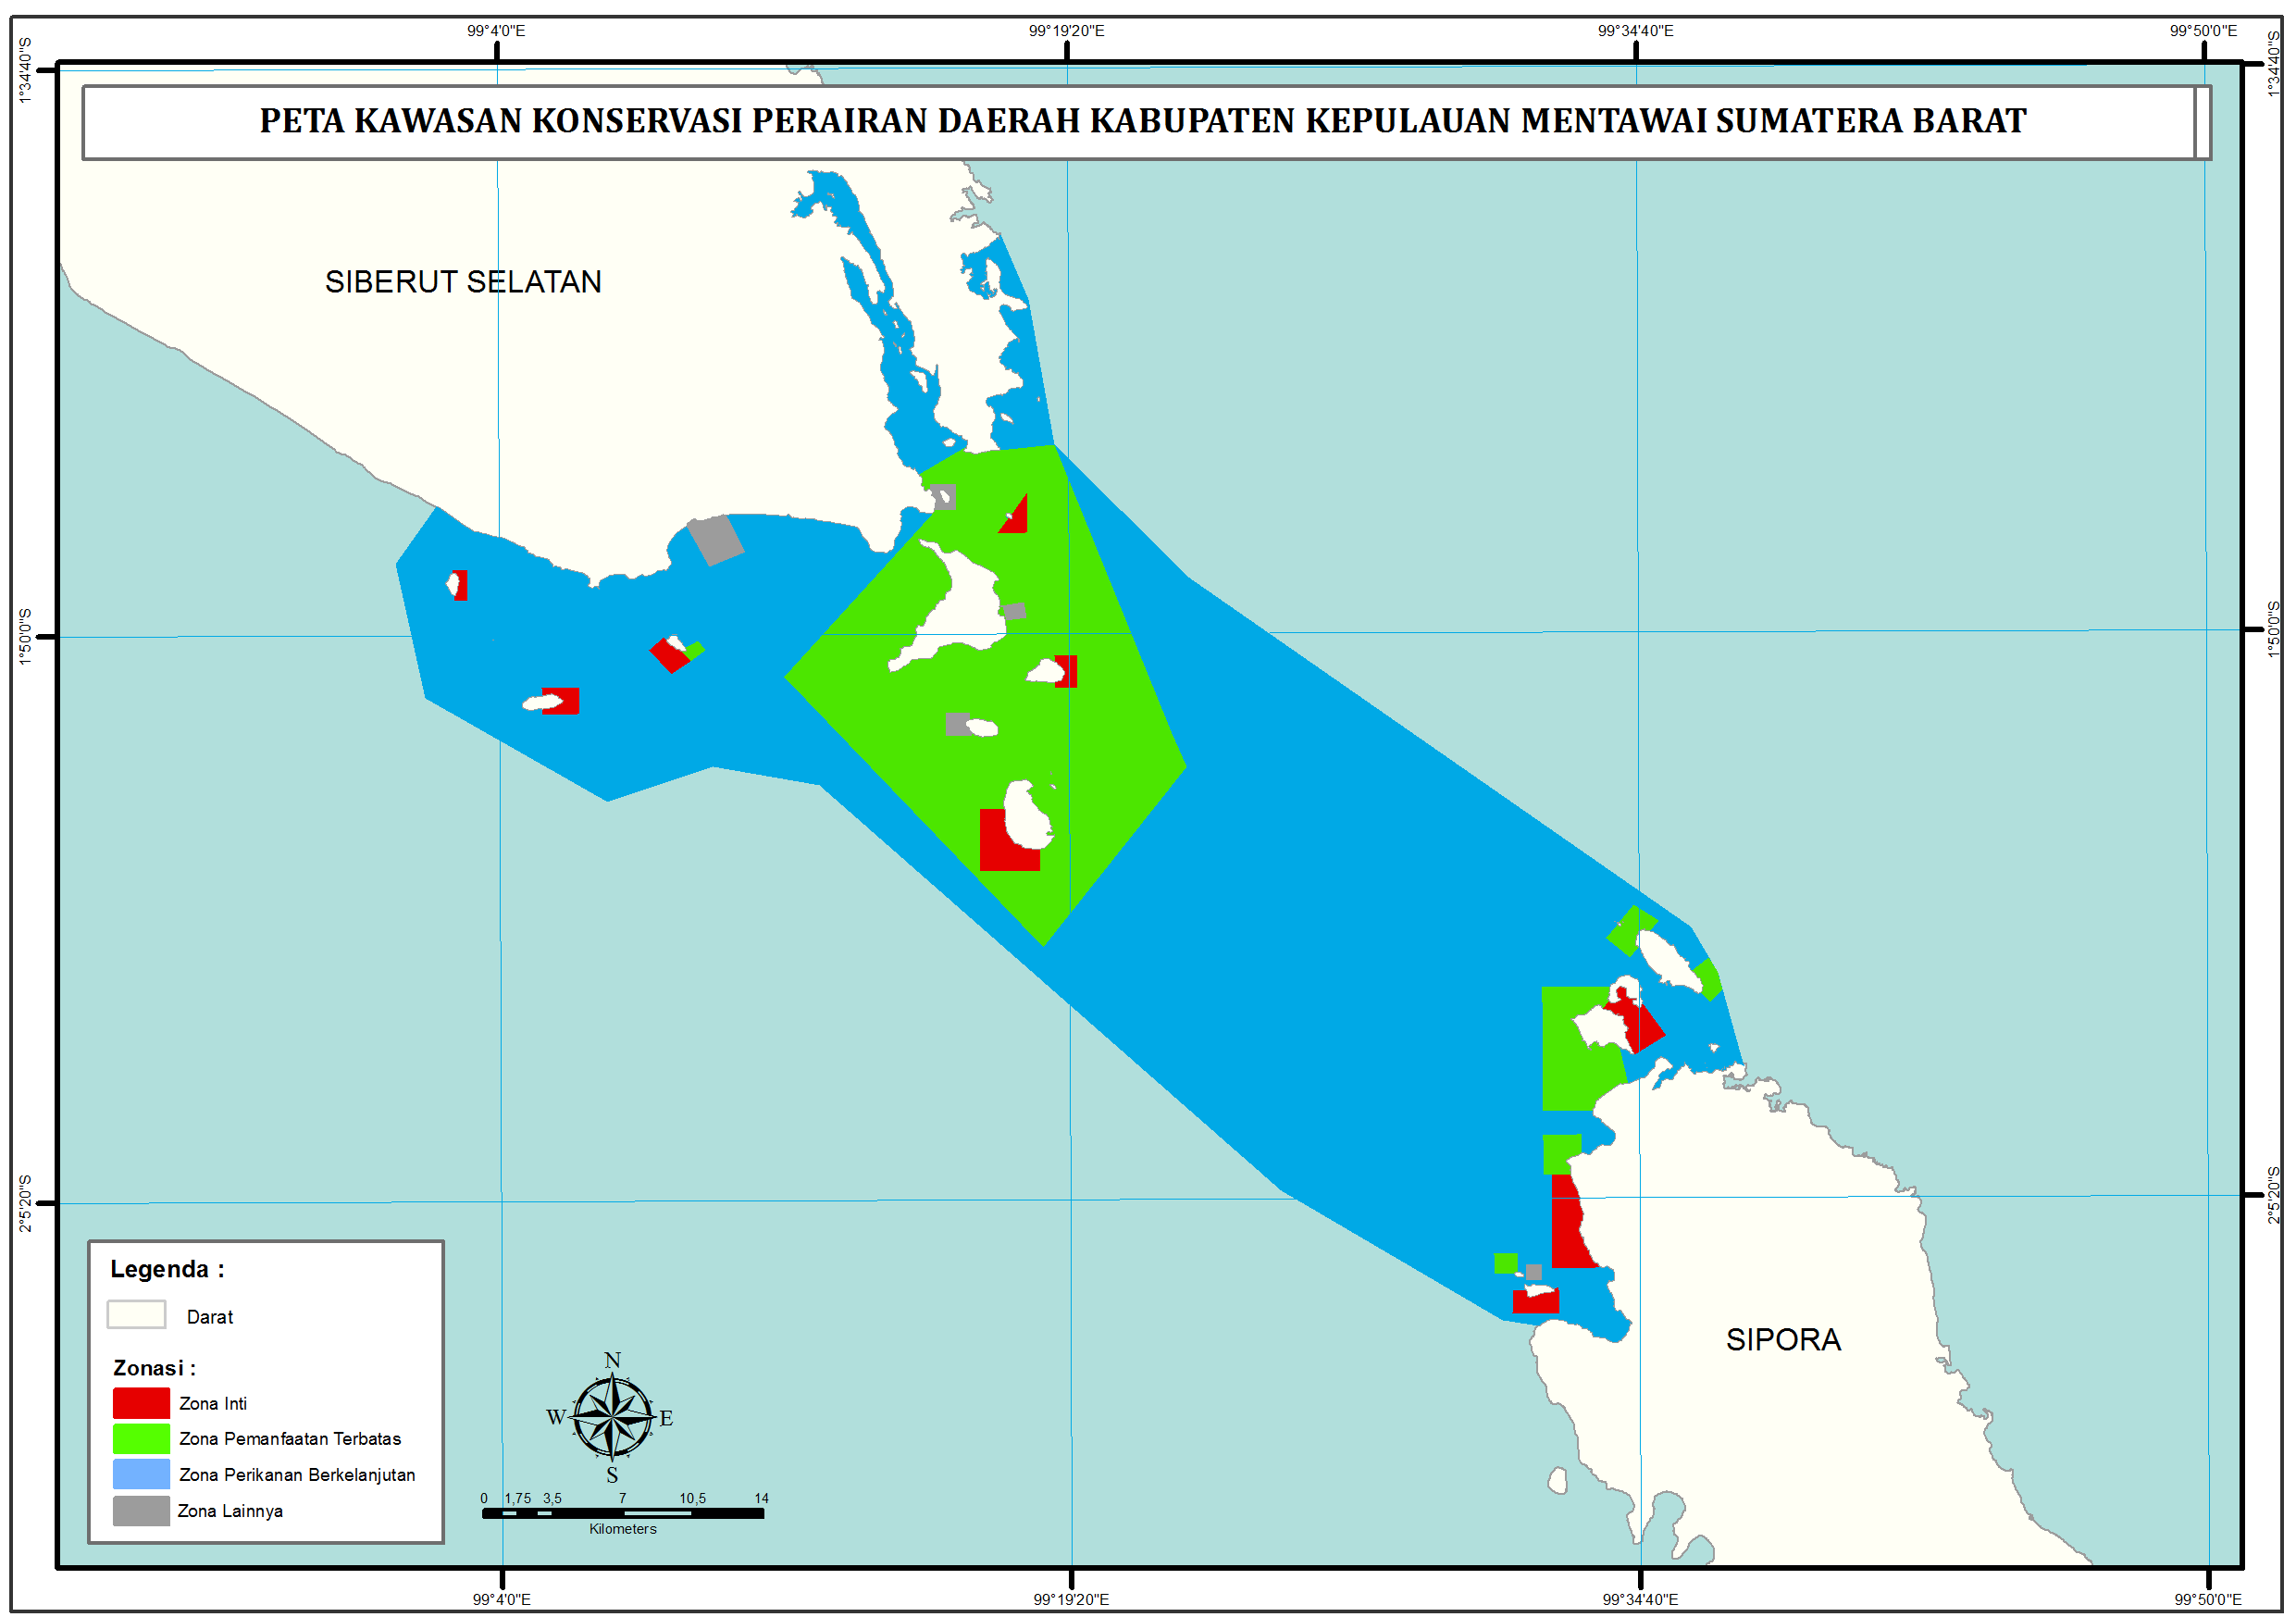 99°4'0"E 99°19'20"E 99°34'40"E 99°50'0"E
1°34'40"S 1°34'40"S
PETA KAWASAN KONSERVASI PERAIRAN DAERAH KABUPATEN KEPULAUAN MENTAWAI SUMATERA BARAT
SIBERUT SELATAN
1°50'0"S 1°50'0"S
2°5'20"S 2°5'20"S
SIPORA
Legenda :
Darat
Zonasi :
Zona Inti
Zona Pemanfaatan Terbatas
Zona Perikanan Berkelanjutan
Zona Lainnya
N
W E
S
0 1,75 3,5 7 10,5 14
Kilometers
99°4'0"E 99°19'20"E 99°34'40"E 99°50'0"E